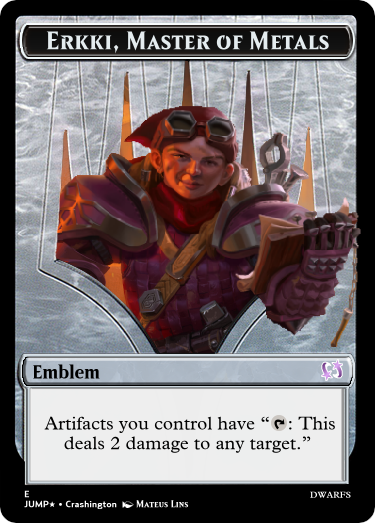 Erkki, Master of Metals
Emblem
Artifacts you control have “: This
deals 2 damage to any target.”
E
DWARFS
JUMP★ • Crashington Mateus Lins